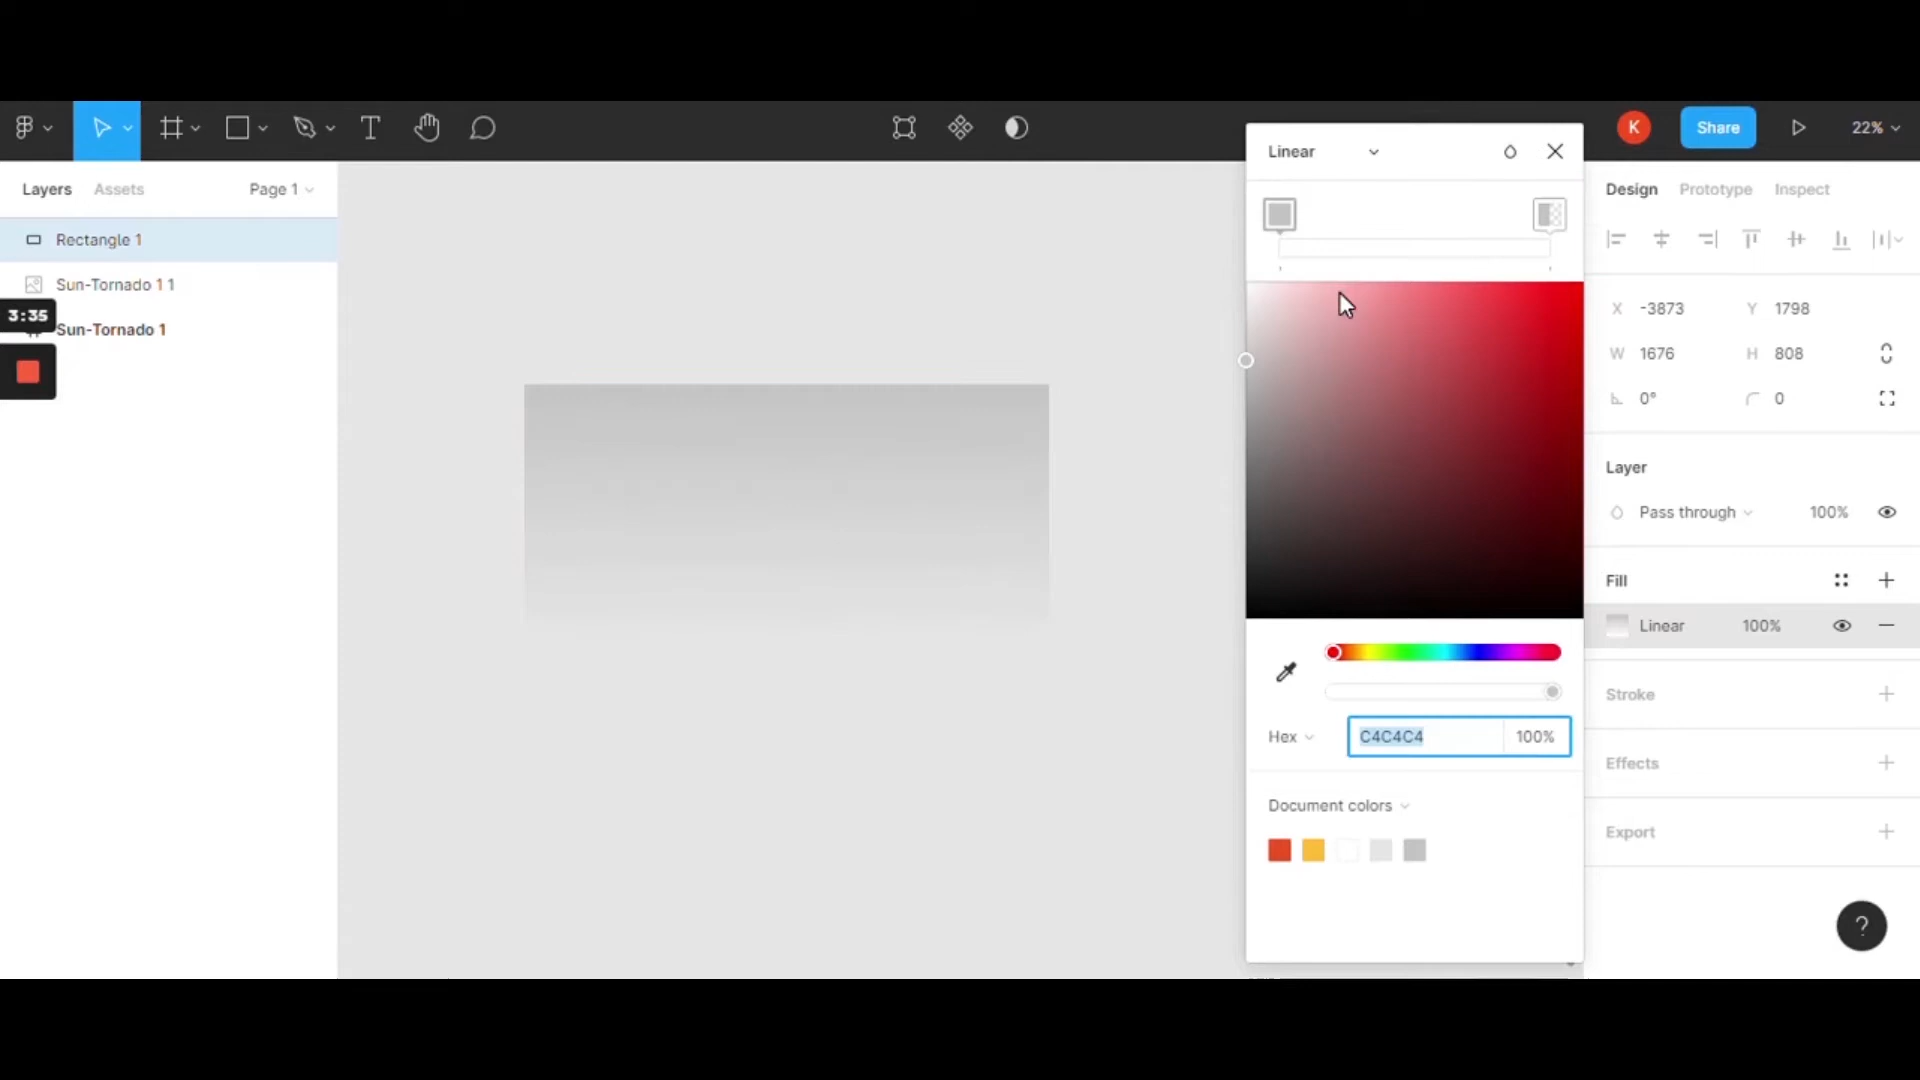 Linear
K
Share
22%
Layers
Assets
Page 1
Design
Prototype
Inspect
Rectangle 1
Sun-Tornado 1 1
3:35
Sun-Tornado 1
X -3873
Y 1798
W 1676
H 808
0°
0
Layer
Pass through
100%
Fill
Linear
100%
Stroke
Hex
C4C4C4
100%
Effects
Document colors
Export
?